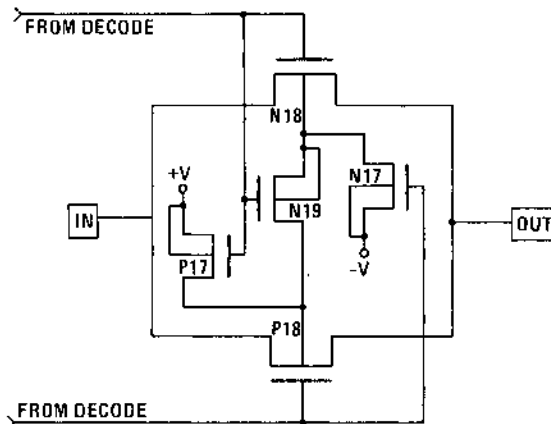 FROM DECODE
N18
+V
N17
IN
N19
OUT
P17
-V
P18
FROM DECODE